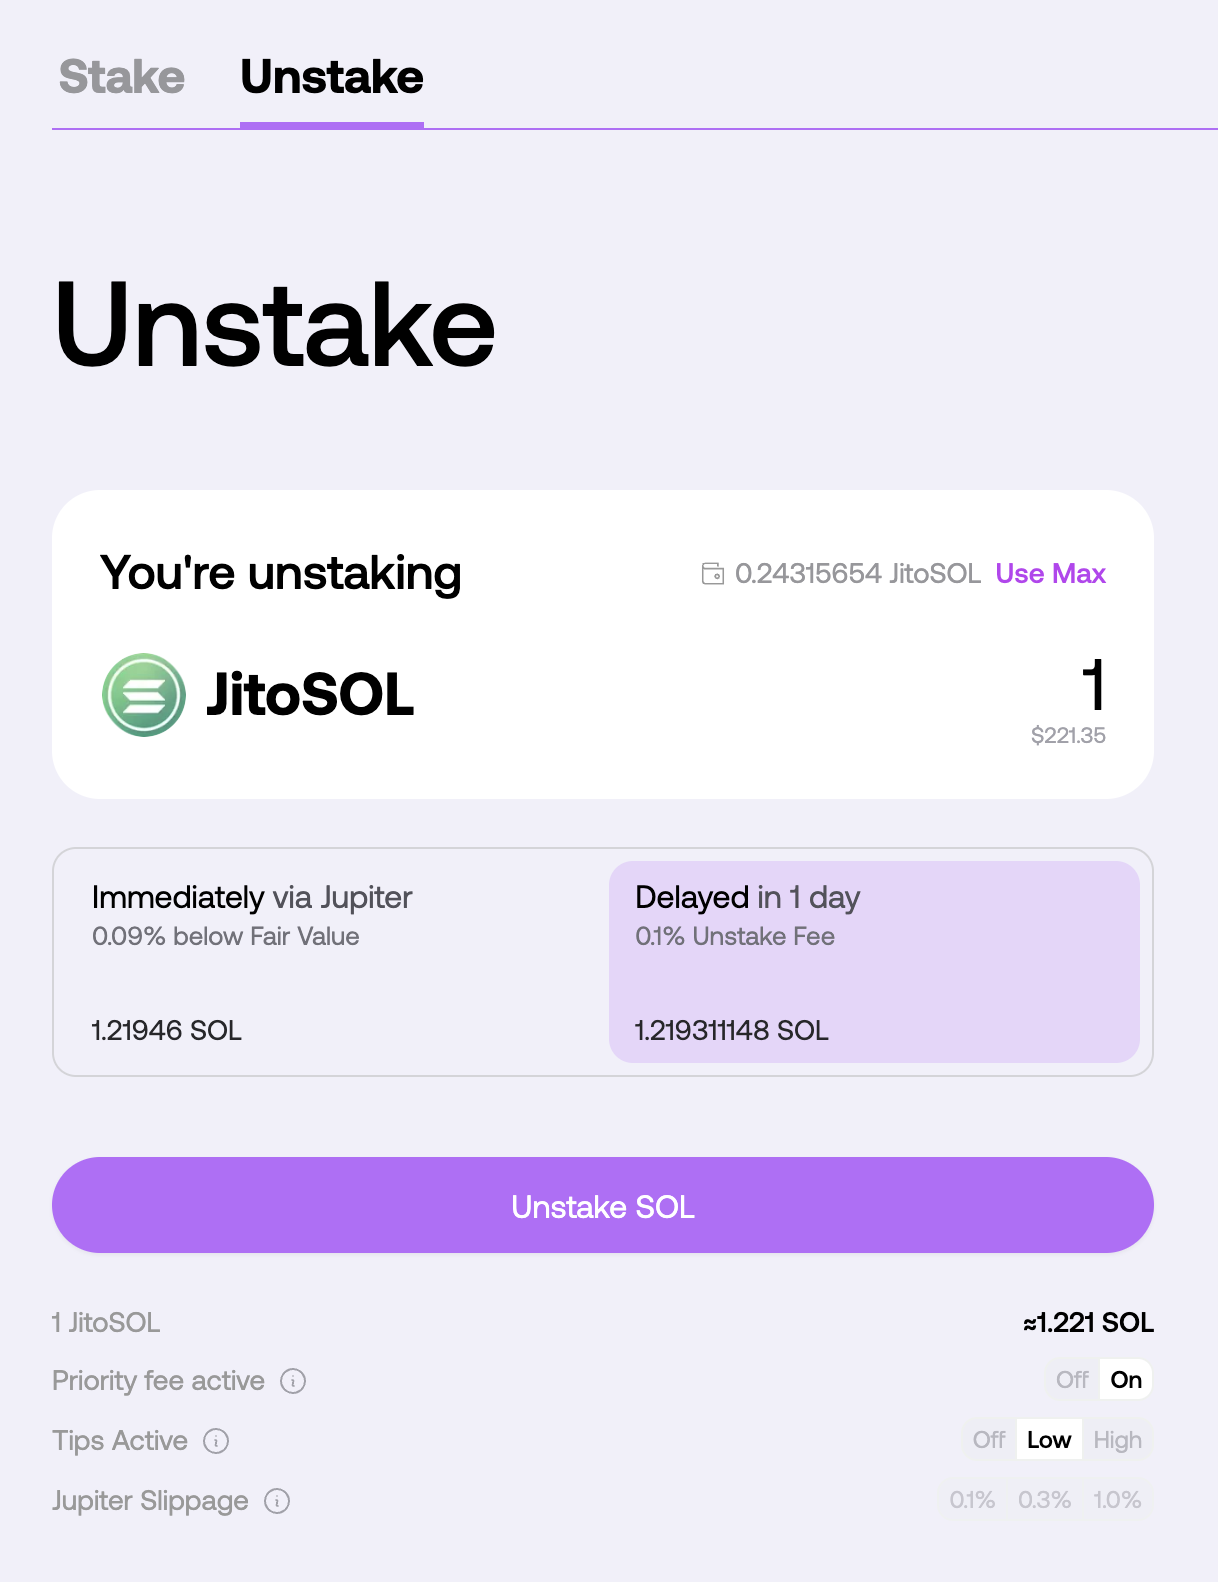 Stake Unstake
Unstake
You're unstaking 0.24315654 JitoSOL Use Max
JitoSOL 1
$221.35
Immediately via Jupiter Delayed in 1 day
0.09% below Fair Value 0.1% Unstake Fee
1.21946 SOL 1.219311148 SOL
Unstake SOL
1 JitoSOL ≈1.221 SOL
Priority fee active Off On
Tips Active Off Low High
Jupiter Slippage 0.1% 0.3% 1.0%